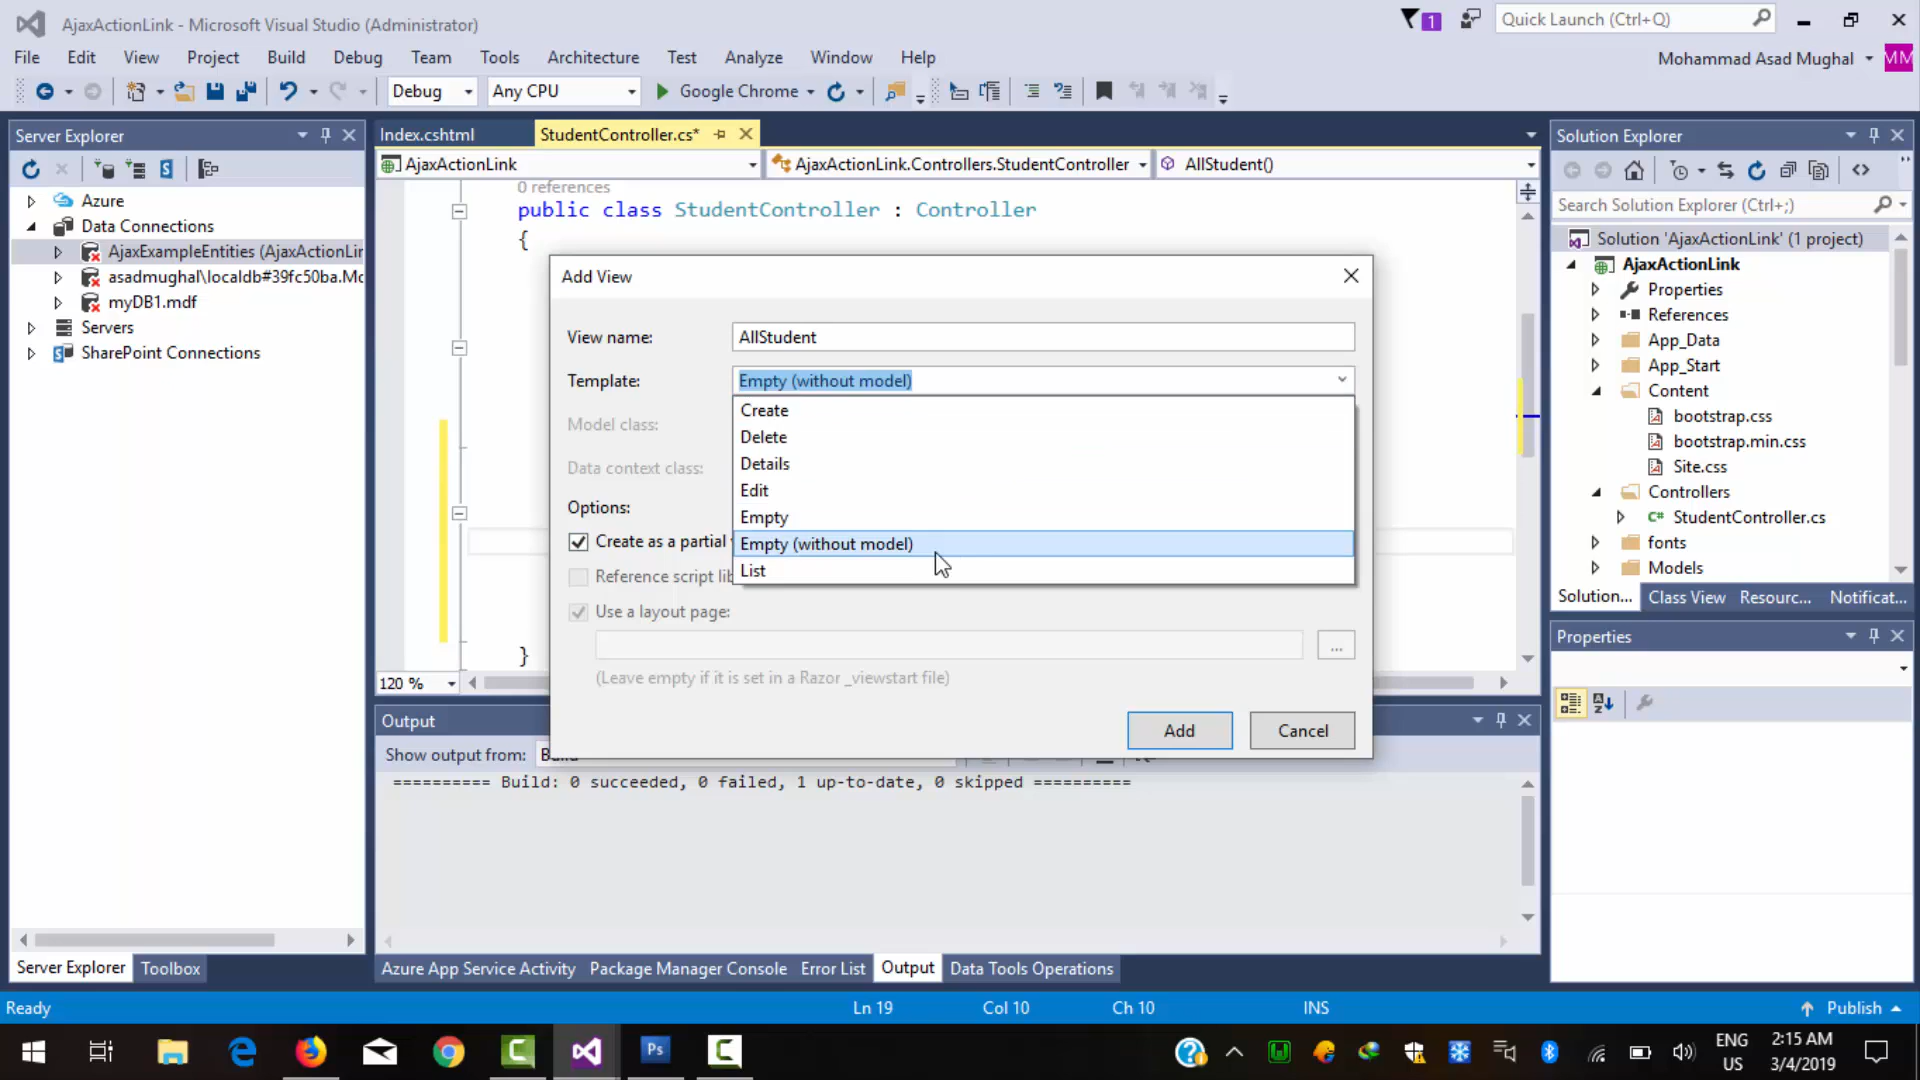 AjaxActionLink - Microsoft Visual Studio (Administrator)
1
Quick Launch (Ctrl+Q)
File Edit View Project Build Debug Team Tools Architecture Test Analyze Window Help
Mohammad Asad Mughal
MM
Debug
Any CPU
Google Chrome
Server Explorer
Azure
Data Connections
AjaxExampleEntities (AjaxActionLin
asadmughal\localdb#39fc50ba.Mc
myDB1.mdf
Servers
SharePoint Connections
Server Explorer
Toolbox
Index.cshtml
StudentController.cs*
AjaxActionLink
AjaxActionLink.Controllers.StudentController
AllStudent()
0 references
public class StudentController : Controller
{
}
120 %
Add View
View name:
AllStudent
Template:
Empty (without model)
Create
Delete
Details
Edit
Empty
Empty (without model)
List
Model class:
Data context class:
Options:
Create as a partial
Reference script lib
Use a layout page:
...
(Leave empty if it is set in a Razor _viewstart file)
Add
Cancel
Output
Show output from:
========== Build: 0 succeeded, 0 failed, 1 up-to-date, 0 skipped ==========
Azure App Service Activity
Package Manager Console
Error List
Output
Data Tools Operations
Solution Explorer
Search Solution Explorer (Ctrl+;)
Solution 'AjaxActionLink' (1 project)
AjaxActionLink
Properties
References
App_Data
App_Start
Content
bootstrap.css
bootstrap.min.css
Site.css
Controllers
C# StudentController.cs
fonts
Models
Solution...
Class View
Resourc...
Notificat...
Properties
Ready
Ln 19
Col 10
Ch 10
INS
Publish
Ps
ENG
US
2:15 AM
3/4/2019